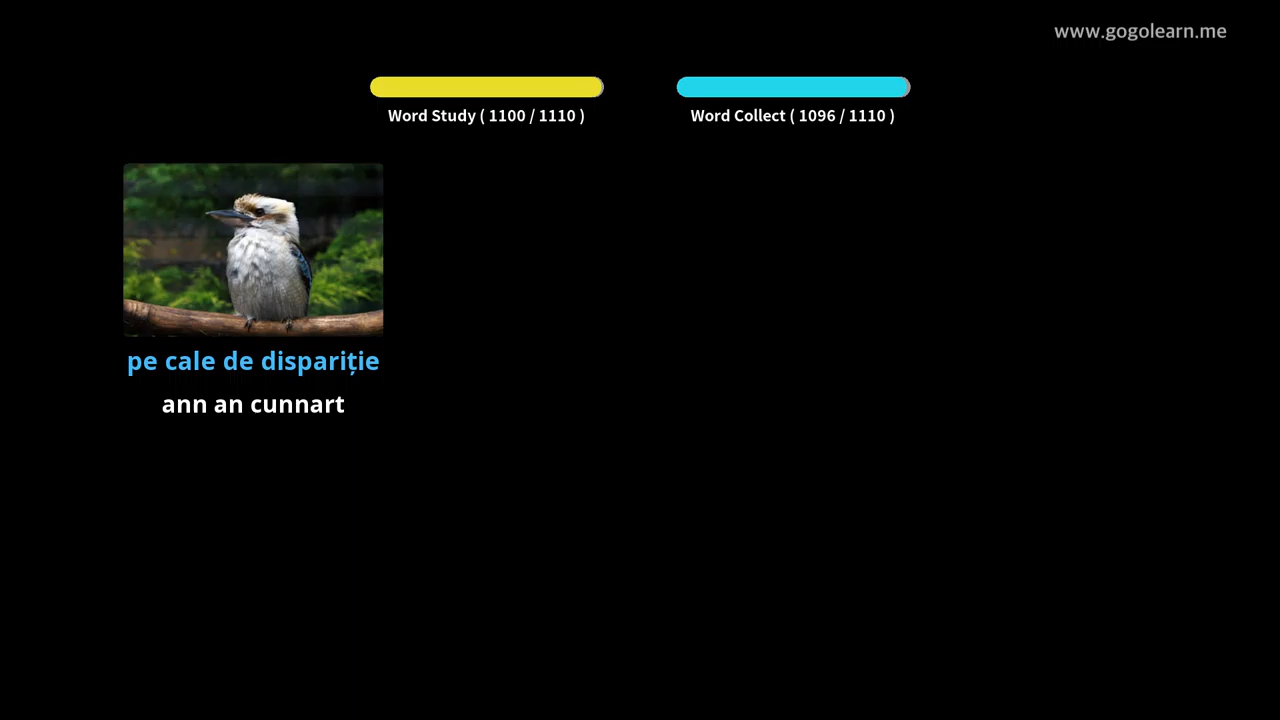 www.gogolearn.me
Word Study ( 1100 / 1110 )
Word Collect ( 1096 / 1110 )
pe cale de dispariție
ann an cunnart